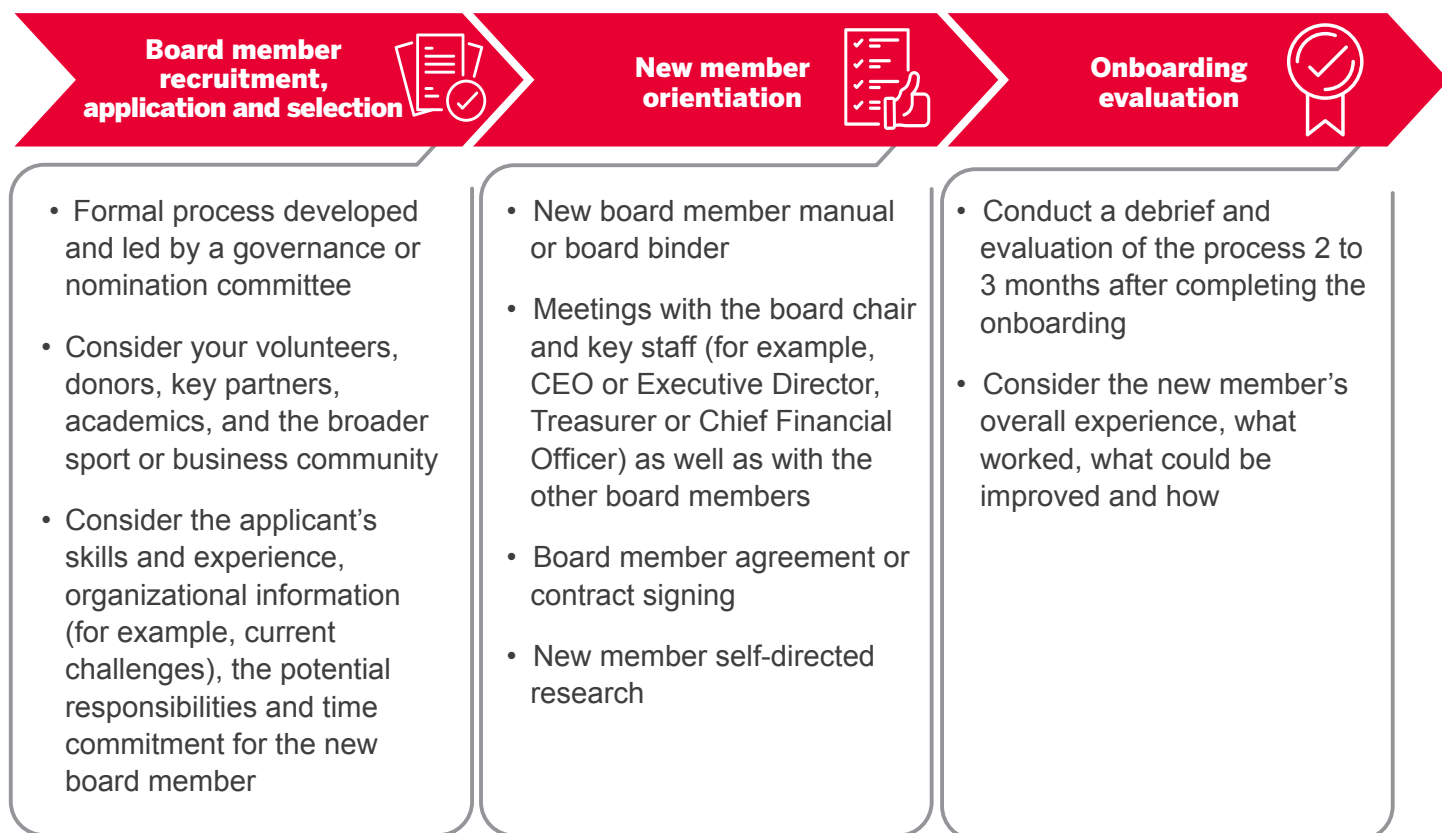 Board member
recruitment,
application and selection
• Formal process developed
and led by a governance or
nomination committee
• Consider your volunteers,
donors, key partners,
academics, and the broader
sport or business community
• Consider the applicant’s
skills and experience,
organizational information
(for example, current
challenges), the potential
responsibilities and time
commitment for the new
board member
New member
orientiation
• New board member manual
or board binder
• Meetings with the board chair
and key staff (for example,
CEO or Executive Director,
Treasurer or Chief Financial
Officer) as well as with the
other board members
• Board member agreement or
contract signing
• New member self-directed
research
Onboarding
evaluation
• Conduct a debrief and
evaluation of the process 2 to
3 months after completing the
onboarding
• Consider the new member’s
overall experience, what
worked, what could be
improved and how